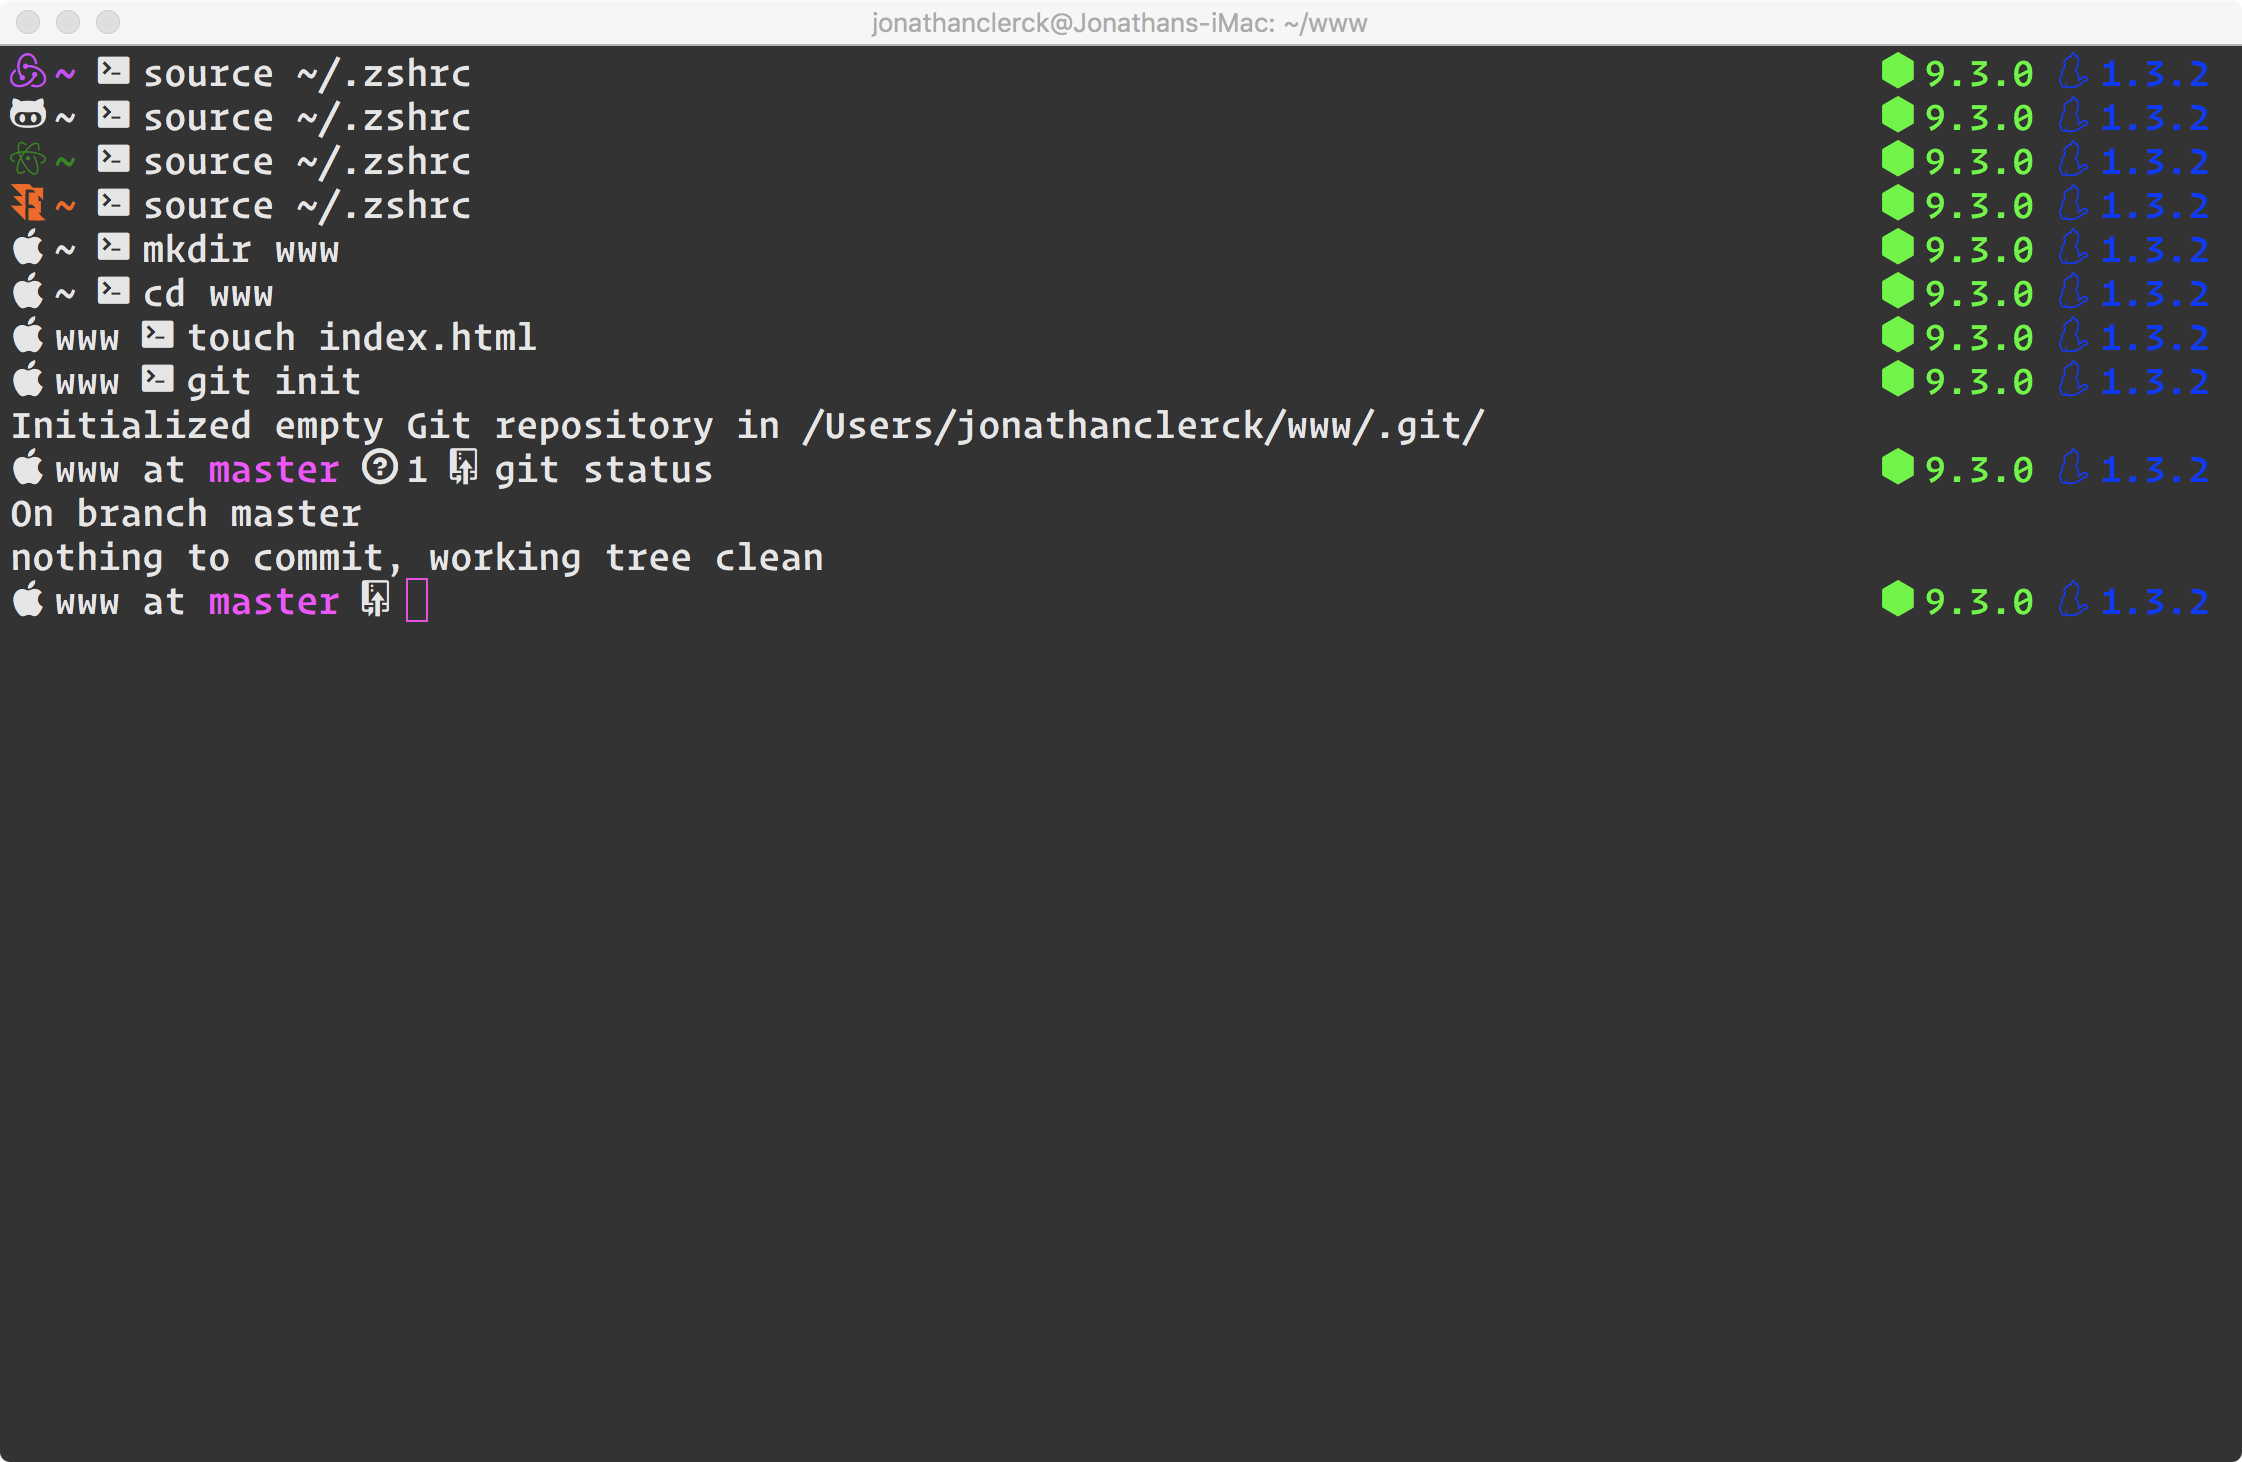 jonathanclerck@Jonathans-iMac: ~/www
~ source ~/.zshrc 9.3.0 1.3.2
~ source ~/.zshrc 9.3.0 1.3.2
~ source ~/.zshrc 9.3.0 1.3.2
~ source ~/.zshrc 9.3.0 1.3.2
~ mkdir www 9.3.0 1.3.2
~ cd www 9.3.0 1.3.2
www touch index.html 9.3.0 1.3.2
www git init 9.3.0 1.3.2
Initialized empty Git repository in /Users/jonathanclerck/www/.git/
www at master ? 1 git status 9.3.0 1.3.2
On branch master
nothing to commit, working tree clean
www at master 9.3.0 1.3.2